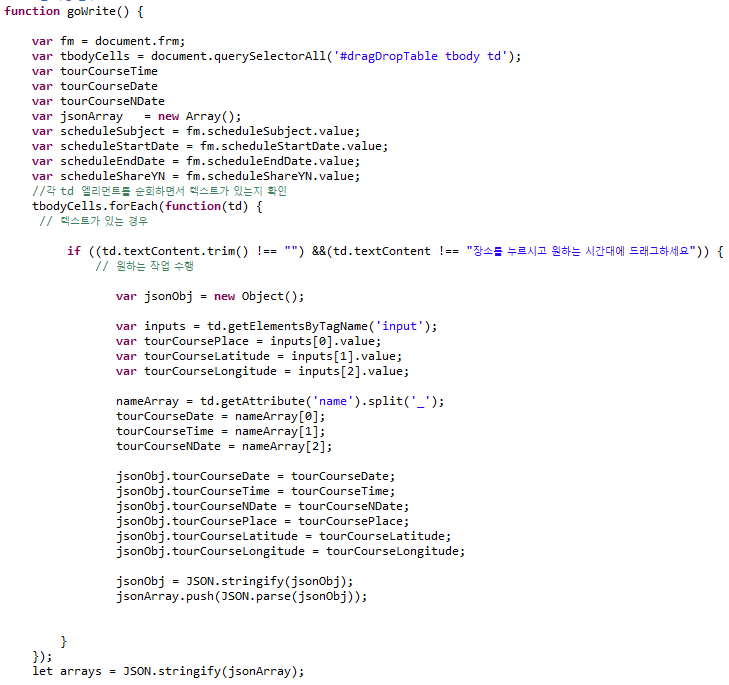 function goWrite() {
var fm = document.frm;
var tbodyCells = document.querySelectorAll('#dragDropTable tbody td');
var tourCourseTime
var tourCourseDate
var tourCourseNDate
var jsonArray   = new Array();
var scheduleSubject = fm.scheduleSubject.value;
var scheduleStartDate = fm.scheduleStartDate.value;
var scheduleEndDate = fm.scheduleEndDate.value;
var scheduleShareYN = fm.scheduleShareYN.value;
//각 td 엘리먼트를 순회하면서 텍스트가 있는지 확인
tbodyCells.forEach(function(td) {
// 텍스트가 있는 경우
if ((td.textContent.trim() !== "") &&(td.textContent !== "장소를 누르시고 원하는 시간대에 드래그하세요")) {
// 원하는 작업 수행
var jsonObj = new Object();
var inputs = td.getElementsByTagName('input');
var tourCoursePlace = inputs[0].value;
var tourCourseLatitude = inputs[1].value;
var tourCourseLongitude = inputs[2].value;
nameArray = td.getAttribute('name').split('_');
tourCourseDate = nameArray[0];
tourCourseTime = nameArray[1];
tourCourseNDate = nameArray[2];
jsonObj.tourCourseDate = tourCourseDate;
jsonObj.tourCourseTime = tourCourseTime;
jsonObj.tourCourseNDate = tourCourseNDate;
jsonObj.tourCoursePlace = tourCoursePlace;
jsonObj.tourCourseLatitude = tourCourseLatitude;
jsonObj.tourCourseLongitude = tourCourseLongitude;
jsonObj = JSON.stringify(jsonObj);
jsonArray.push(JSON.parse(jsonObj));
}
});
let arrays = JSON.stringify(jsonArray);